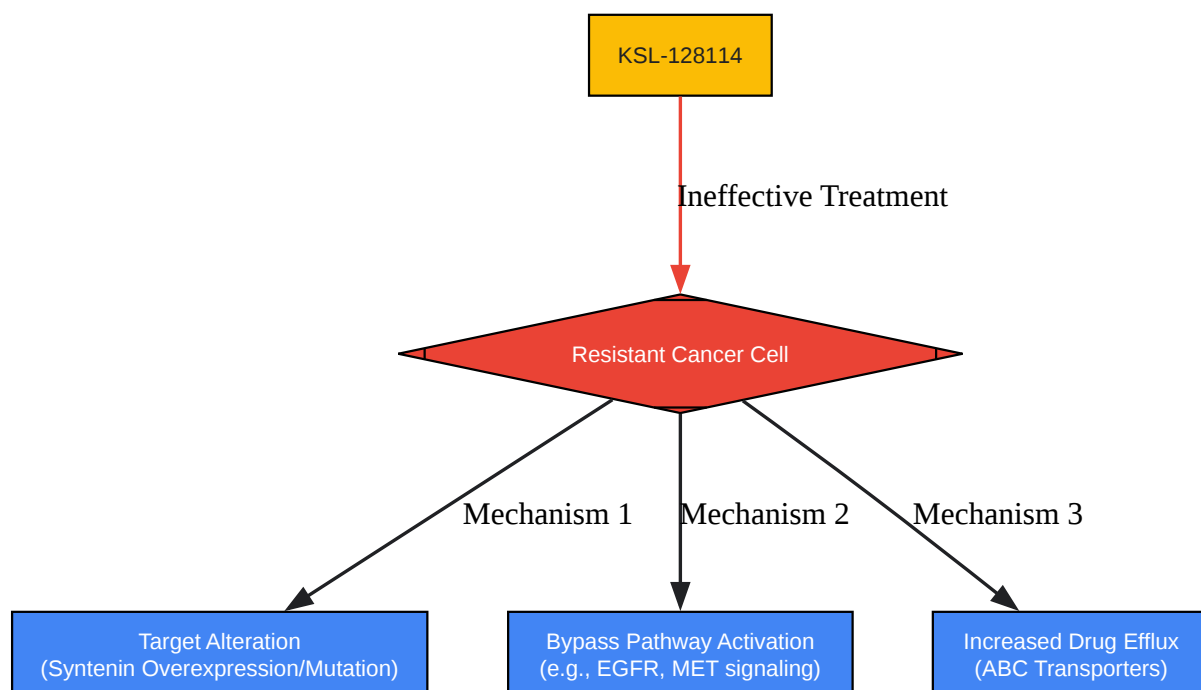 KSL-128114
Ineffective Treatment
Resistant Cancer Cell
Mechanism 1
Mechanism 2
Mechanism 3
Target Alteration
(Syntenin Overexpression/Mutation)
Bypass Pathway Activation
(e.g., EGFR, MET signaling)
Increased Drug Efflux
(ABC Transporters)